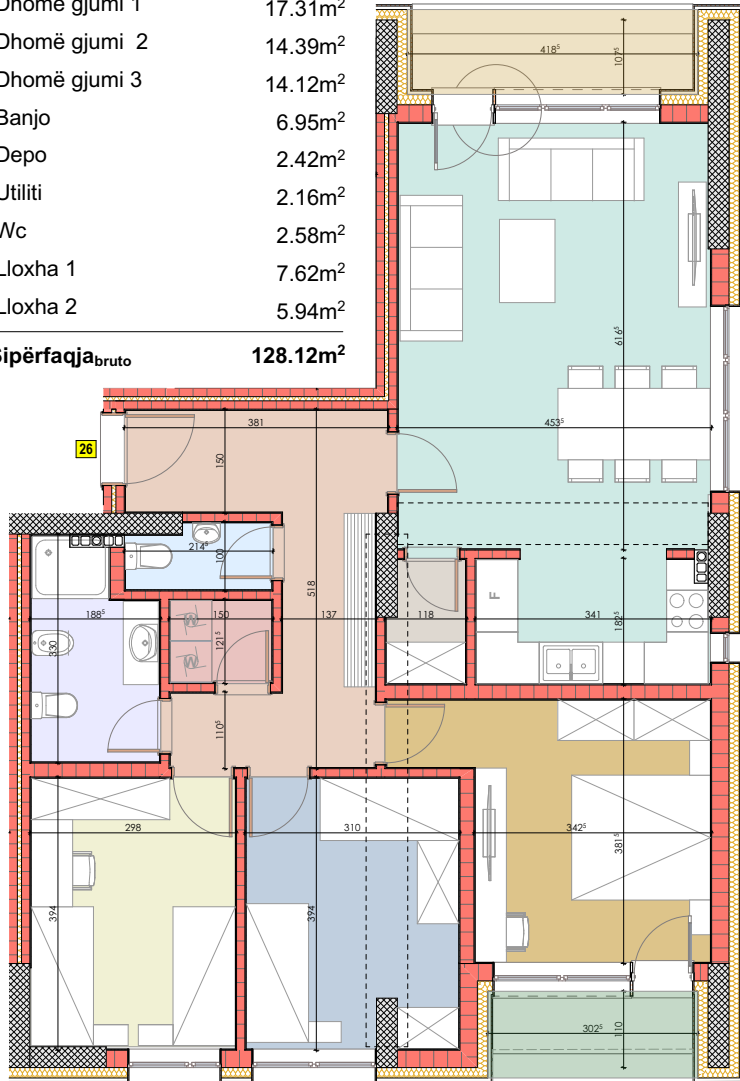 Dhomë gjumi 1 17.31m²
Dhomë gjumi 2 14.39m²
Dhomë gjumi 3 14.12m²
Banjo 6.95m²
Depo 2.42m²
Utiliti 2.16m²
Wc 2.58m²
Lloxha 1 7.62m²
Lloxha 2 5.94m²
Sipërfaqja bruto 128.12m²
418⁵
107⁵
616⁵
453⁵
26
381
150
214⁵
100
518
188⁵
330
150
121⁵
137
118
F
341
182⁵
110⁵
298
394
310
394
342⁵
381⁵
302⁵
110